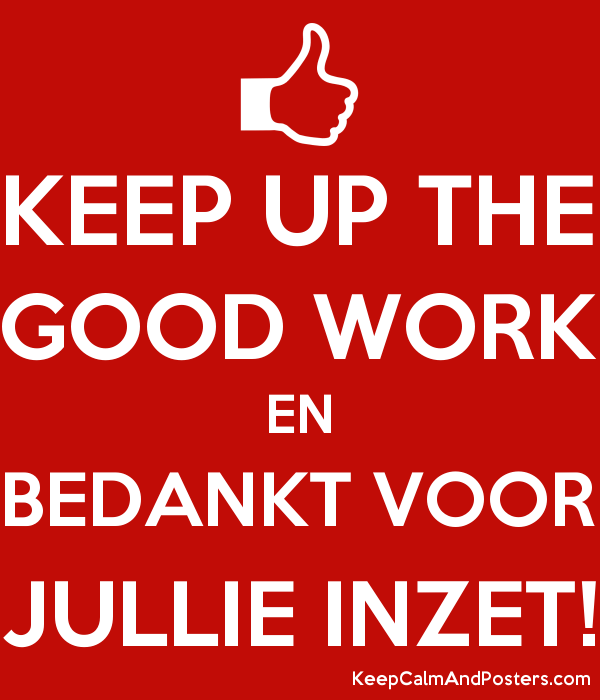 KEEP UP THE
GOOD WORK
EN
BEDANKT VOOR
JULLIE INZET!
KeepCalmAndPosters.com